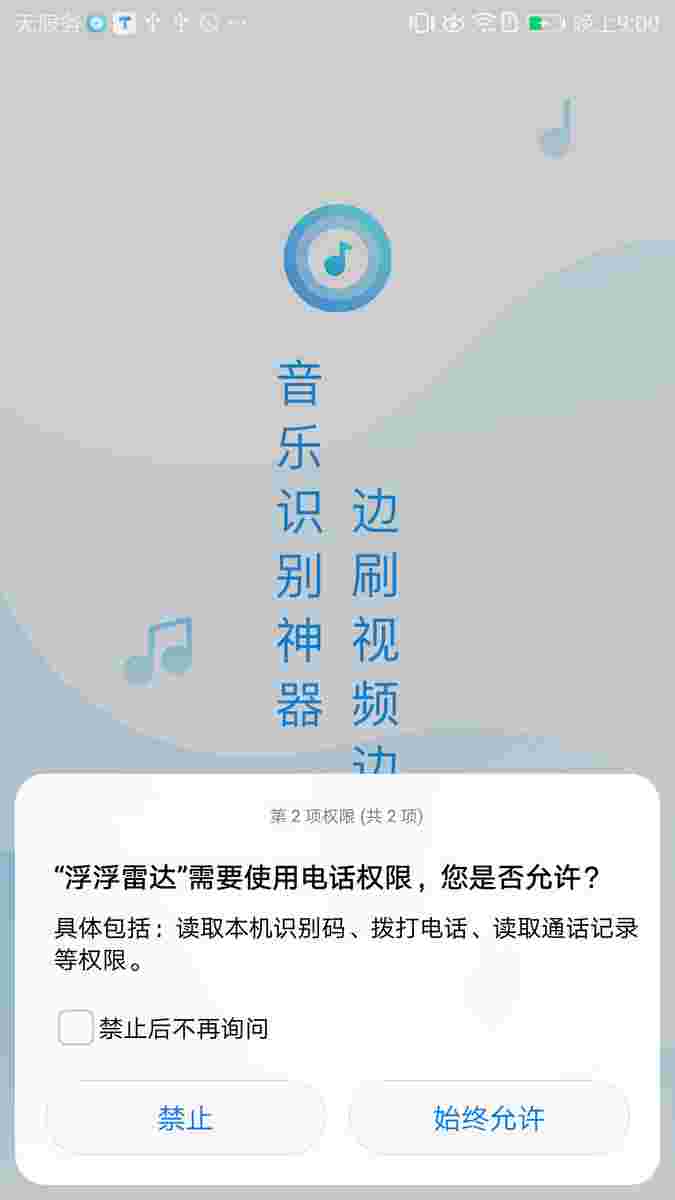 无服务
晚上9:00
音乐识别神器
边刷视频边
第 2 项权限 (共 2 项)
“浮浮雷达”需要使用电话权限，您是否允许？
具体包括：读取本机识别码、拨打电话、读取通话记录
等权限。
禁止后不再询问
禁止
始终允许